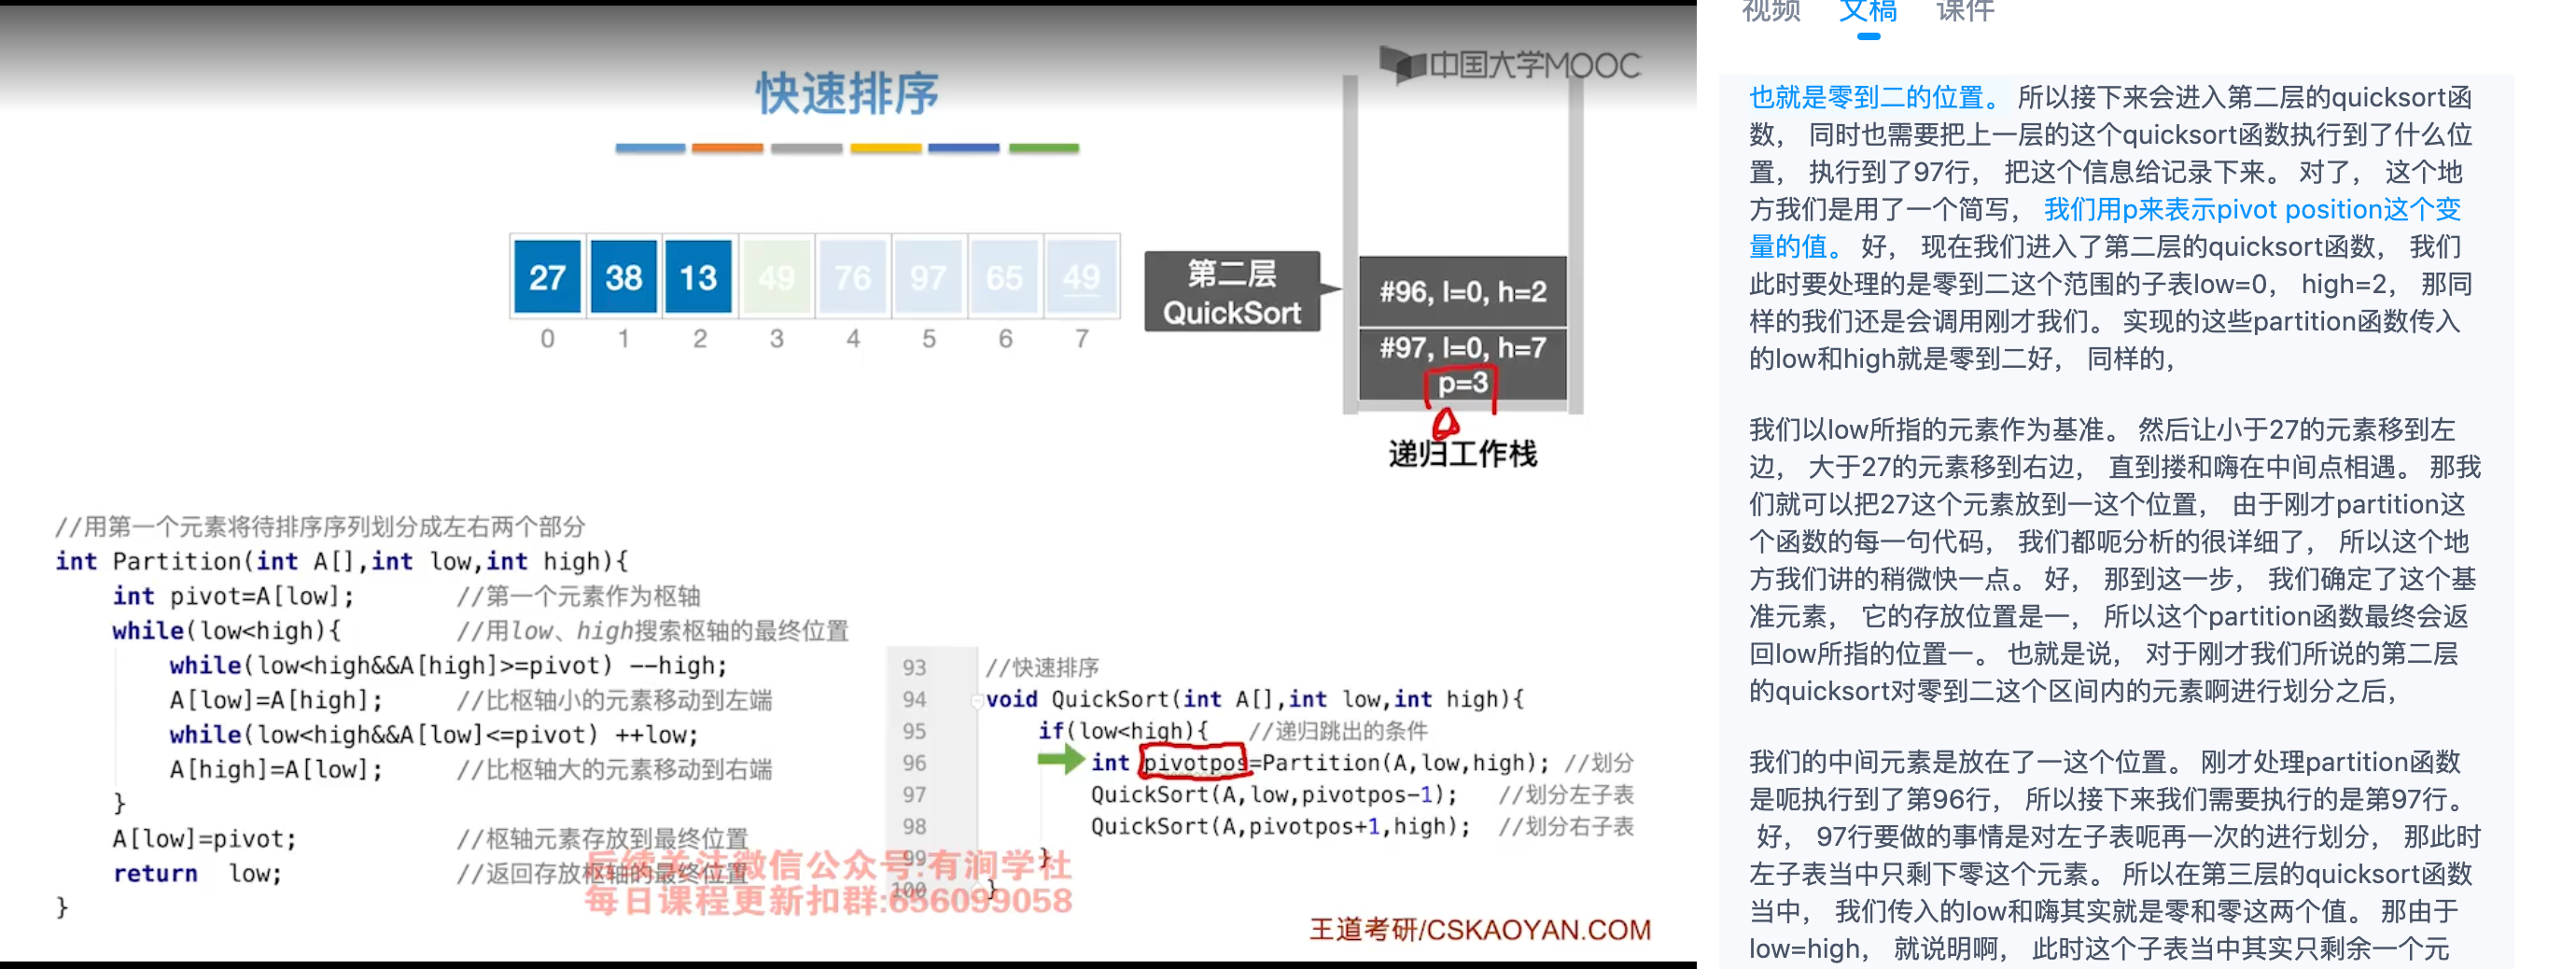 中国大学MOOC
快速排序
27 38 13 49 76 97 65 49
0 1 2 3 4 5 6 7
第二层
QuickSort
#96, l=0, h=2
#97, l=0, h=7
p=3
递归工作栈
//用第一个元素将待排序序列划分成左右两个部分
int Partition(int A[],int low,int high){
int pivot=A[low]; //第一个元素作为枢轴
while(low<high){ //用low、high搜索枢轴的最终位置
while(low<high&&A[high]>=pivot) --high;
A[low]=A[high]; //比枢轴小的元素移动到左端
while(low<high&&A[low]<=pivot) ++low;
A[high]=A[low]; //比枢轴大的元素移动到右端
}
A[low]=pivot; //枢轴元素存放到最终位置
return low; //返回存放枢轴的最终位置
}
93 //快速排序
94 void QuickSort(int A[],int low,int high){
95 if(low<high){ //递归跳出的条件
96 int pivotpos=Partition(A,low,high); //划分
97 QuickSort(A,low,pivotpos-1); //划分左子表
98 QuickSort(A,pivotpos+1,high); //划分右子表
99 }
100 }
后续关注微信公众号:有涧学社
每日课程更新扣群:656099058
王道考研/CSKAOYAN.COM
视频 文稿 课件
也就是零到二的位置。 所以接下来会进入第二层的quicksort函
数， 同时也需要把上一层的这个quicksort函数执行到了什么位
置， 执行到了97行， 把这个信息给记录下来。 对了， 这个地
方我们是用了一个简写， 我们用p来表示pivot position这个变
量的值。 好， 现在我们进入了第二层的quicksort函数， 我们
此时要处理的是零到二这个范围的子表low=0， high=2， 那同
样的我们还是会调用刚才我们。 实现的这些partition函数传入
的low和high就是零到二好， 同样的，
我们以low所指的元素作为基准。 然后让小于27的元素移到左
边， 大于27的元素移到右边， 直到搂和嗨在中间点相遇。 那我
们就可以把27这个元素放到一这个位置， 由于刚才partition这
个函数的每一句代码， 我们都呃分析的很详细了， 所以这个地
方我们讲的稍微快一点。 好， 那到这一步， 我们确定了这个基
准元素， 它的存放位置是一， 所以这个partition函数最终会返
回low所指的位置一。 也就是说， 对于刚才我们所说的第二层
的quicksort对零到二这个区间内的元素啊进行划分之后，
我们的中间元素是放在了一这个位置。 刚才处理partition函数
是呃执行到了第96行， 所以接下来我们需要执行的是第97行。
好， 97行要做的事情是对左子表呃再一次的进行划分， 那此时
左子表当中只剩下零这个元素。 所以在第三层的quicksort函数
当中， 我们传入的low和嗨其实就是零和零这两个值。 那由于
low=high， 就说明啊， 此时这个子表当中其实只剩余一个元